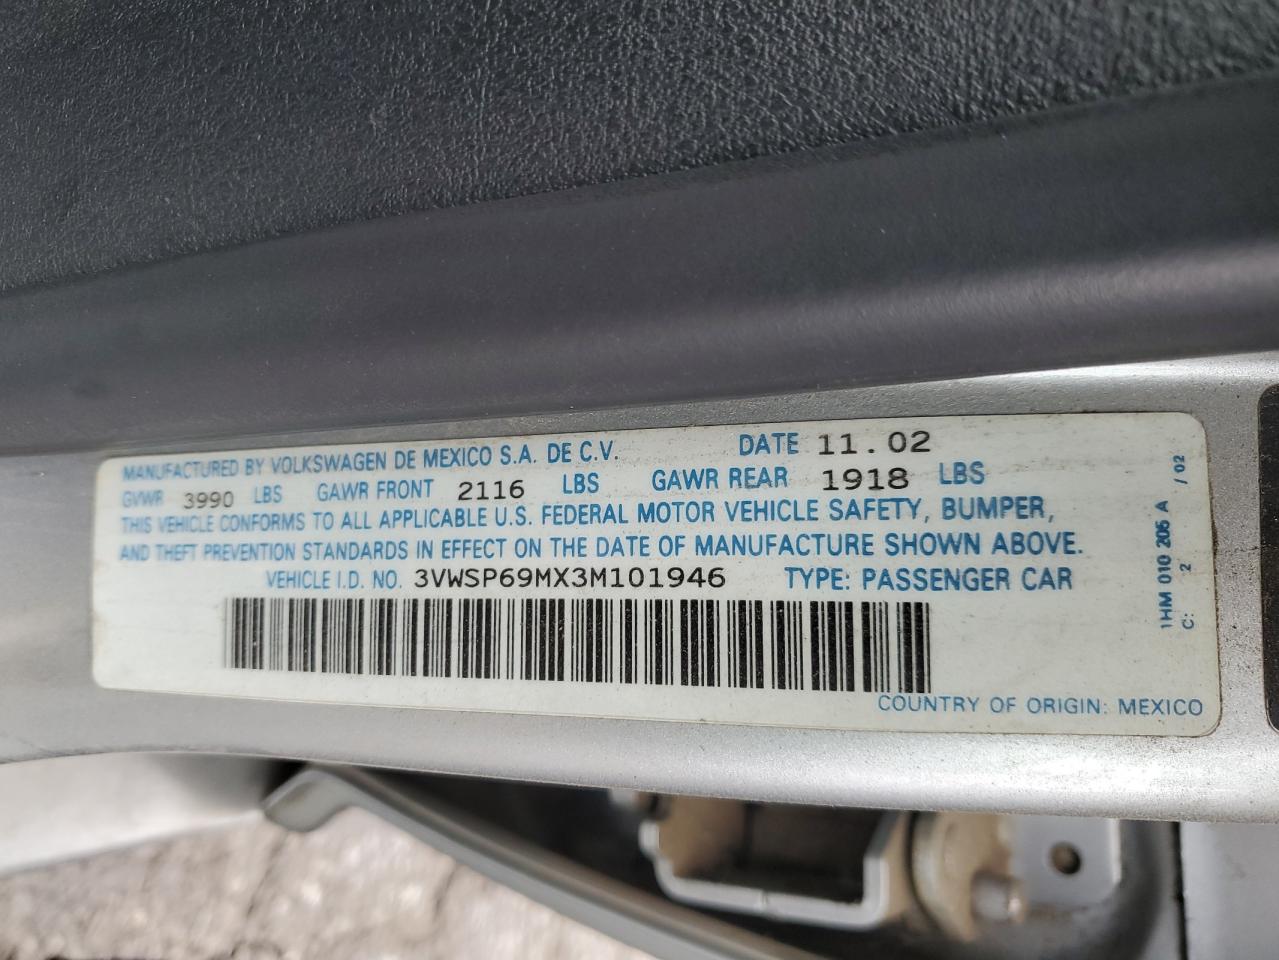 MANUFACTURED BY VOLKSWAGEN DE MEXICO S.A. DE C.V. DATE 11.02
GVWR 3990 LBS GAWR FRONT 2116 LBS GAWR REAR 1918 LBS
THIS VEHICLE CONFORMS TO ALL APPLICABLE U.S. FEDERAL MOTOR VEHICLE SAFETY, BUMPER,
AND THEFT PREVENTION STANDARDS IN EFFECT ON THE DATE OF MANUFACTURE SHOWN ABOVE.
VEHICLE I.D. NO. 3VWSP69MX3M101946 TYPE: PASSENGER CAR
COUNTRY OF ORIGIN: MEXICO
1HM 010 205 A / 02
C: 2